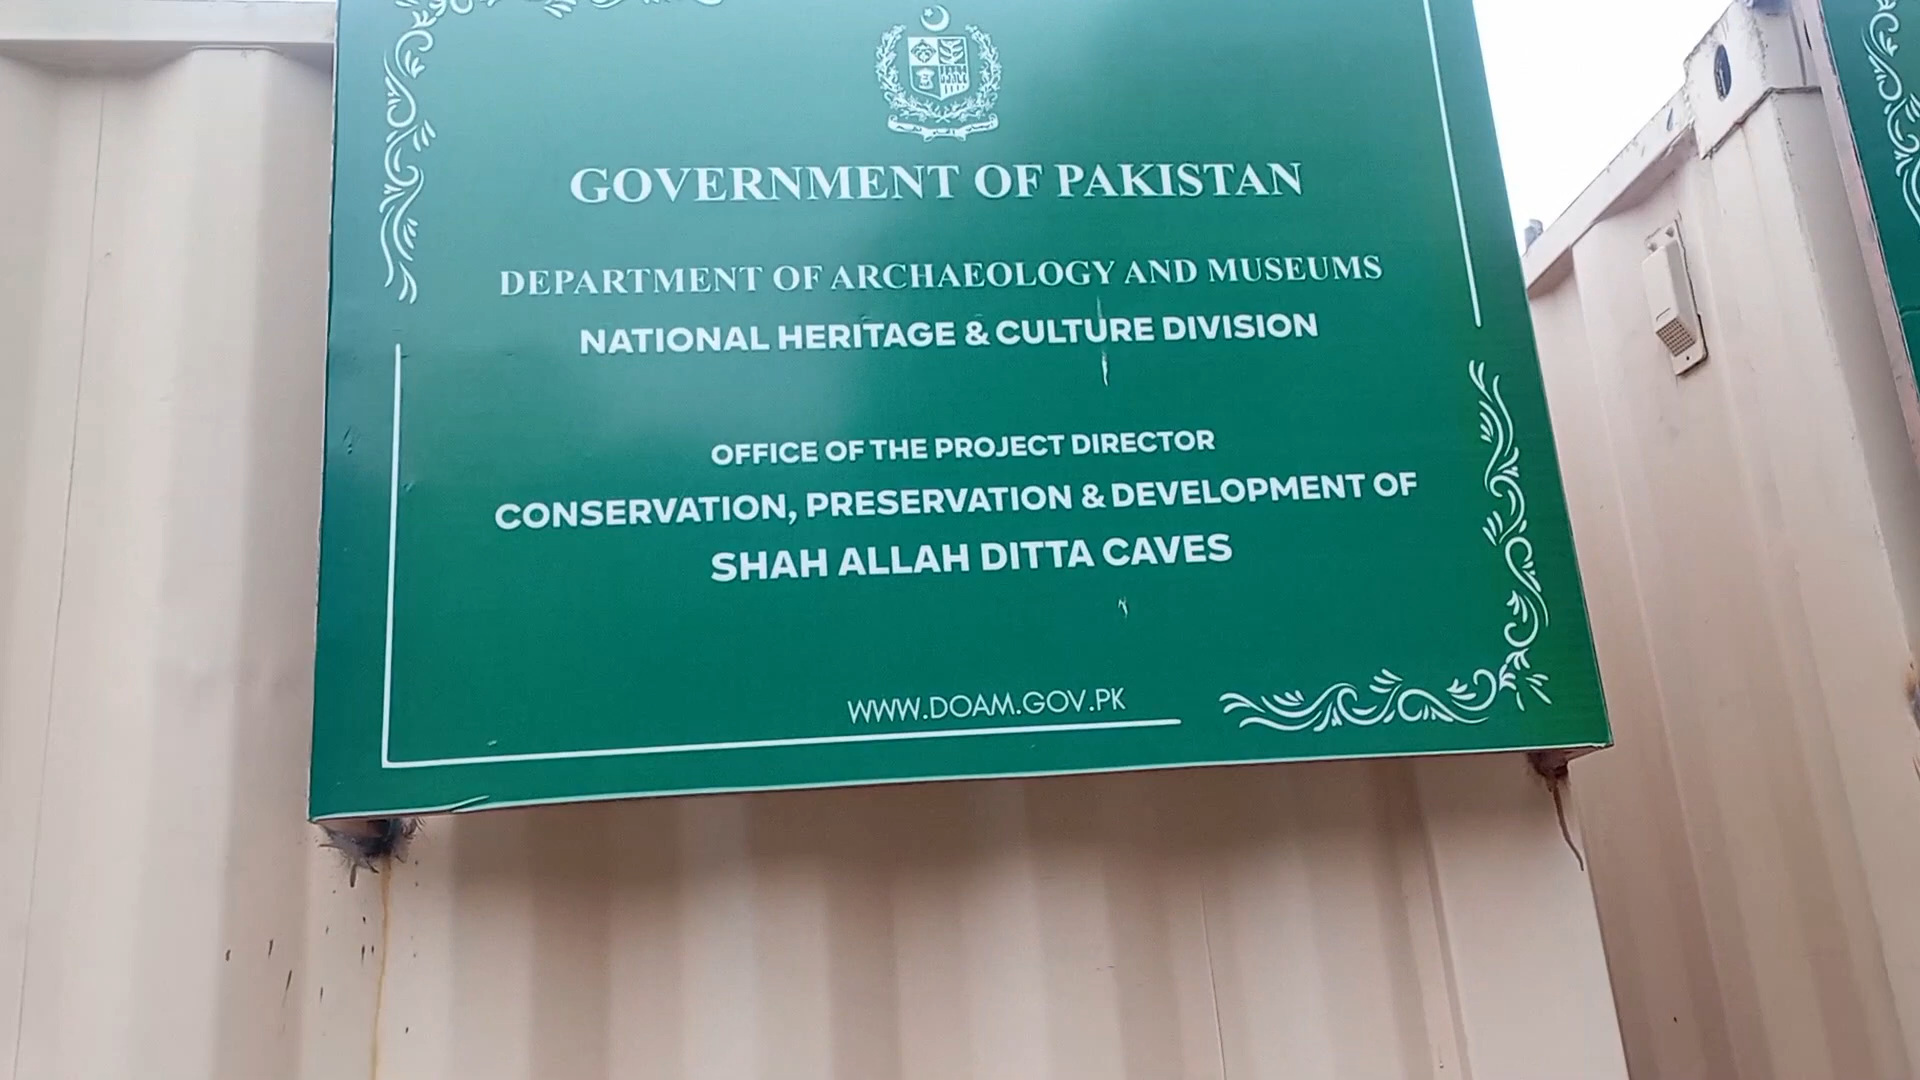 GOVERNMENT OF PAKISTAN
DEPARTMENT OF ARCHAEOLOGY AND MUSEUMS
NATIONAL HERITAGE & CULTURE DIVISION
OFFICE OF THE PROJECT DIRECTOR
CONSERVATION, PRESERVATION & DEVELOPMENT OF
SHAH ALLAH DITTA CAVES
WWW.DOAM.GOV.PK